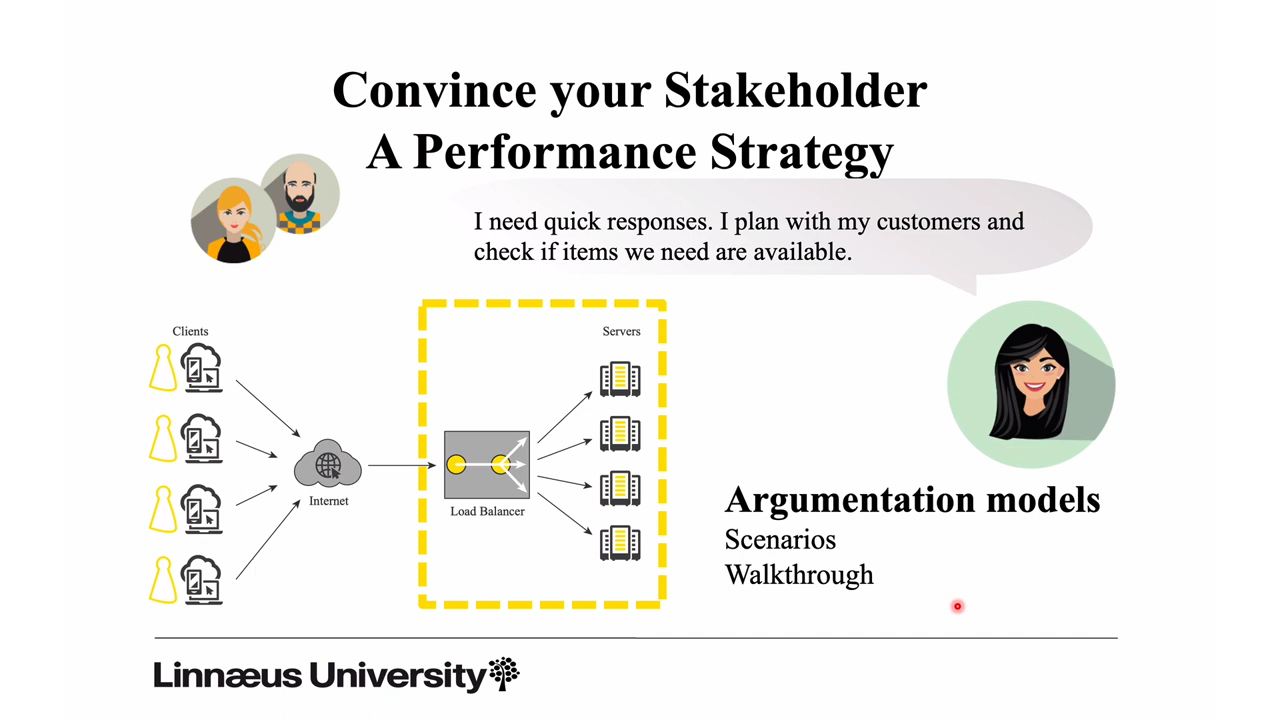 Convince your Stakeholder
A Performance Strategy
I need quick responses. I plan with my customers and
check if items we need are available.
Clients
Servers
Internet
Load Balancer
Argumentation models
Scenarios
Walkthrough
Linnæus University